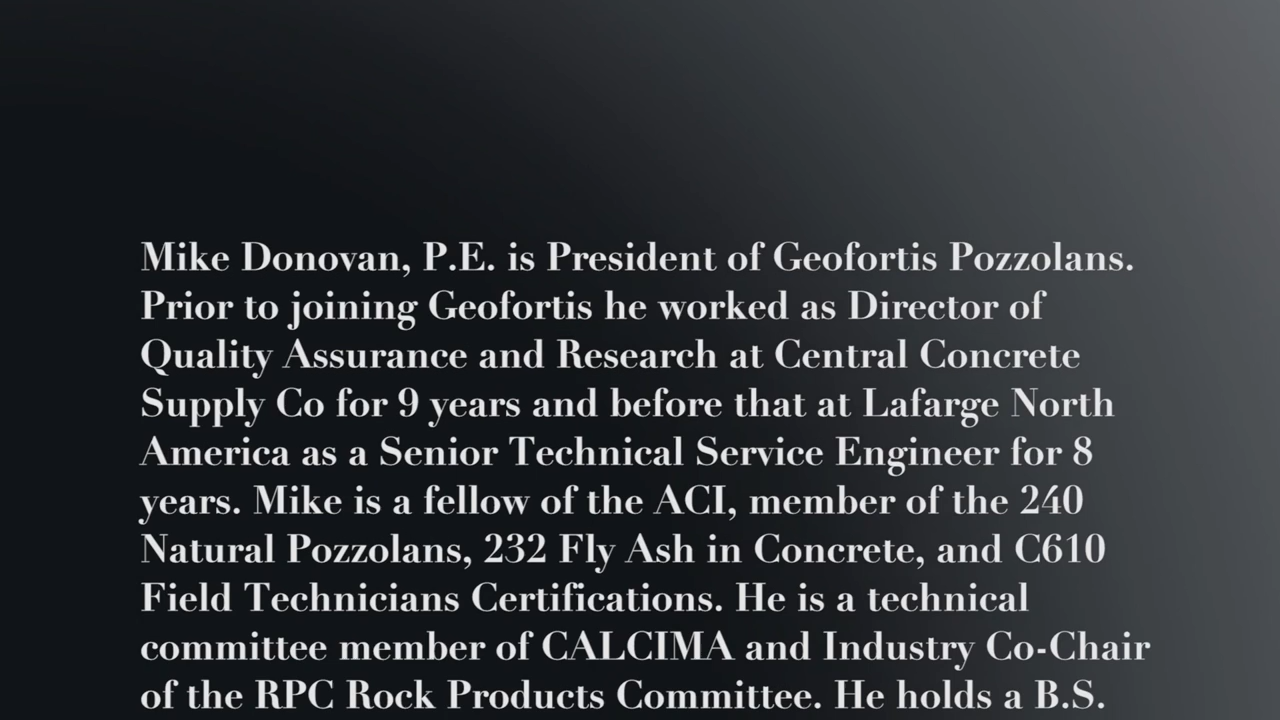 Mike Donovan, P.E. is President of Geofortis Pozzolans.
Prior to joining Geofortis he worked as Director of
Quality Assurance and Research at Central Concrete
Supply Co for 9 years and before that at Lafarge North
America as a Senior Technical Service Engineer for 8
years. Mike is a fellow of the ACI, member of the 240
Natural Pozzolans, 232 Fly Ash in Concrete, and C610
Field Technicians Certifications. He is a technical
committee member of CALCIMA and Industry Co-Chair
of the RPC Rock Products Committee. He holds a B.S.